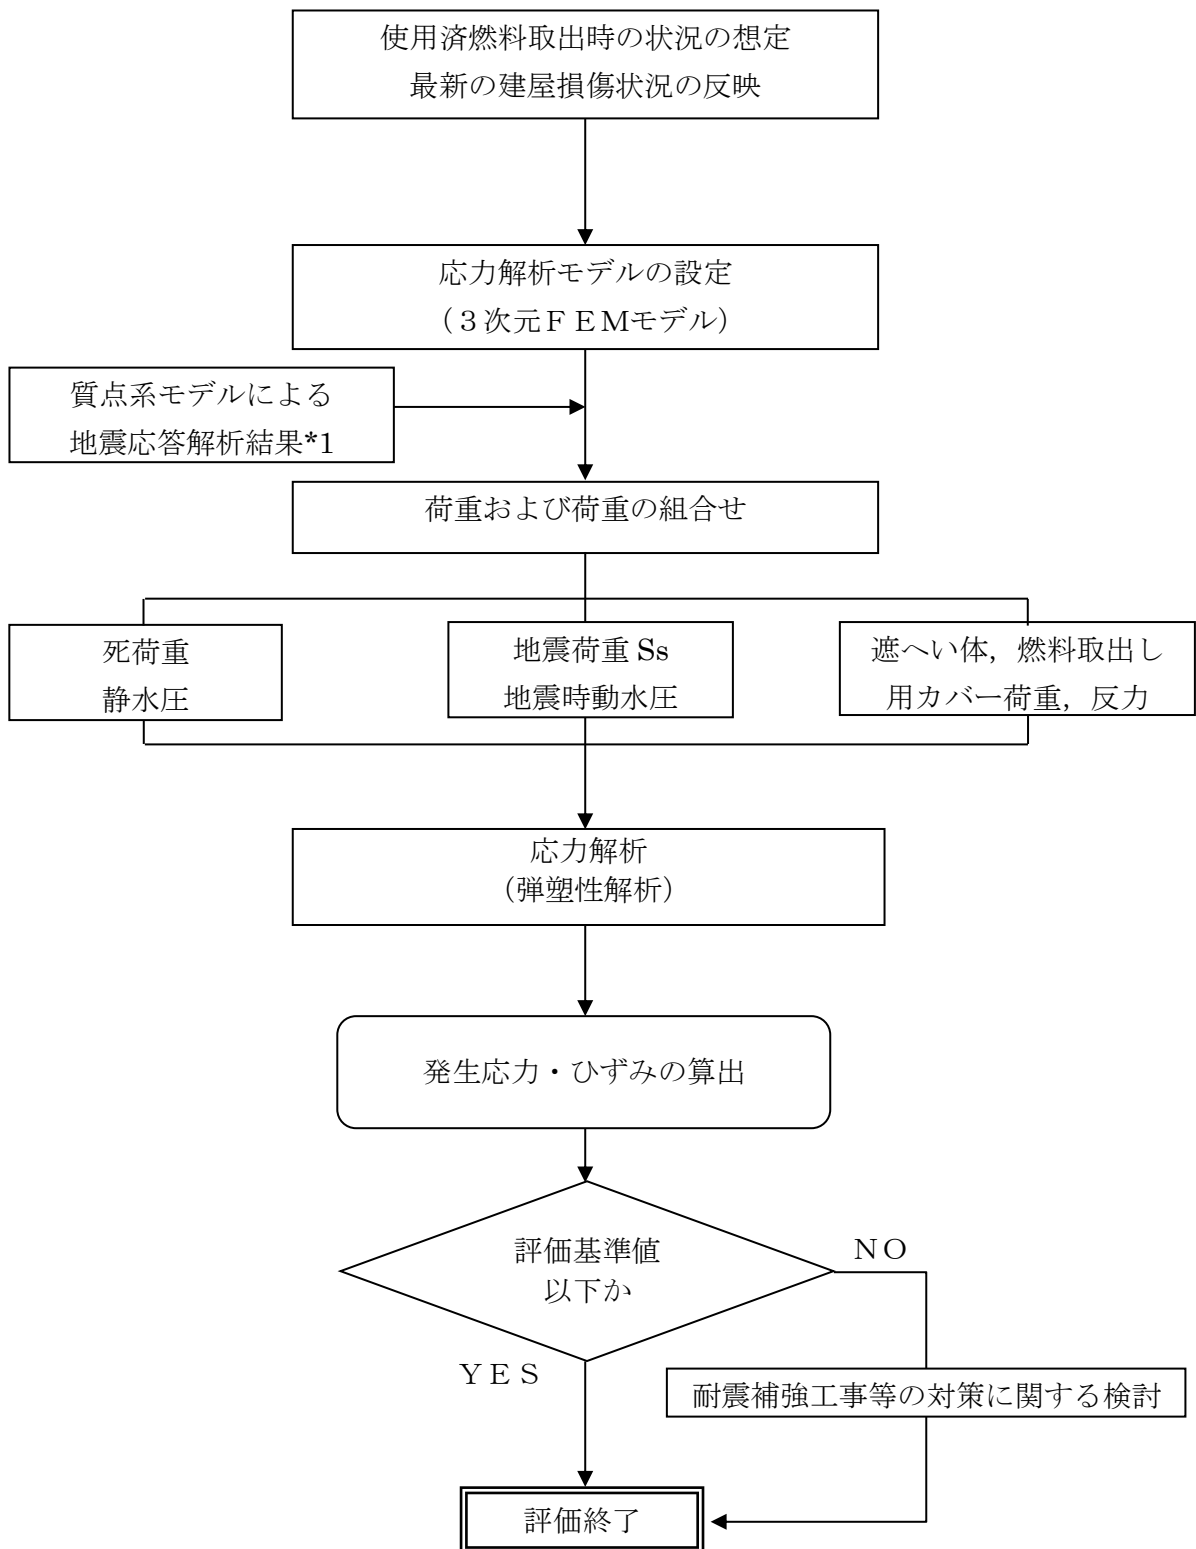 使用済燃料取出時の状況の想定
最新の建屋損傷状況の反映
応力解析モデルの設定
(３次元ＦＥＭモデル)
質点系モデルによる
地震応答解析結果*1
荷重および荷重の組合せ
死荷重
静水圧
地震荷重 Ss
地震時動水圧
遮へい体，燃料取出し
用カバー荷重，反力
応力解析
(弾塑性解析)
発生応力・ひずみの算出
評価基準値
以下か
ＮＯ
ＹＥＳ
耐震補強工事等の対策に関する検討
評価終了